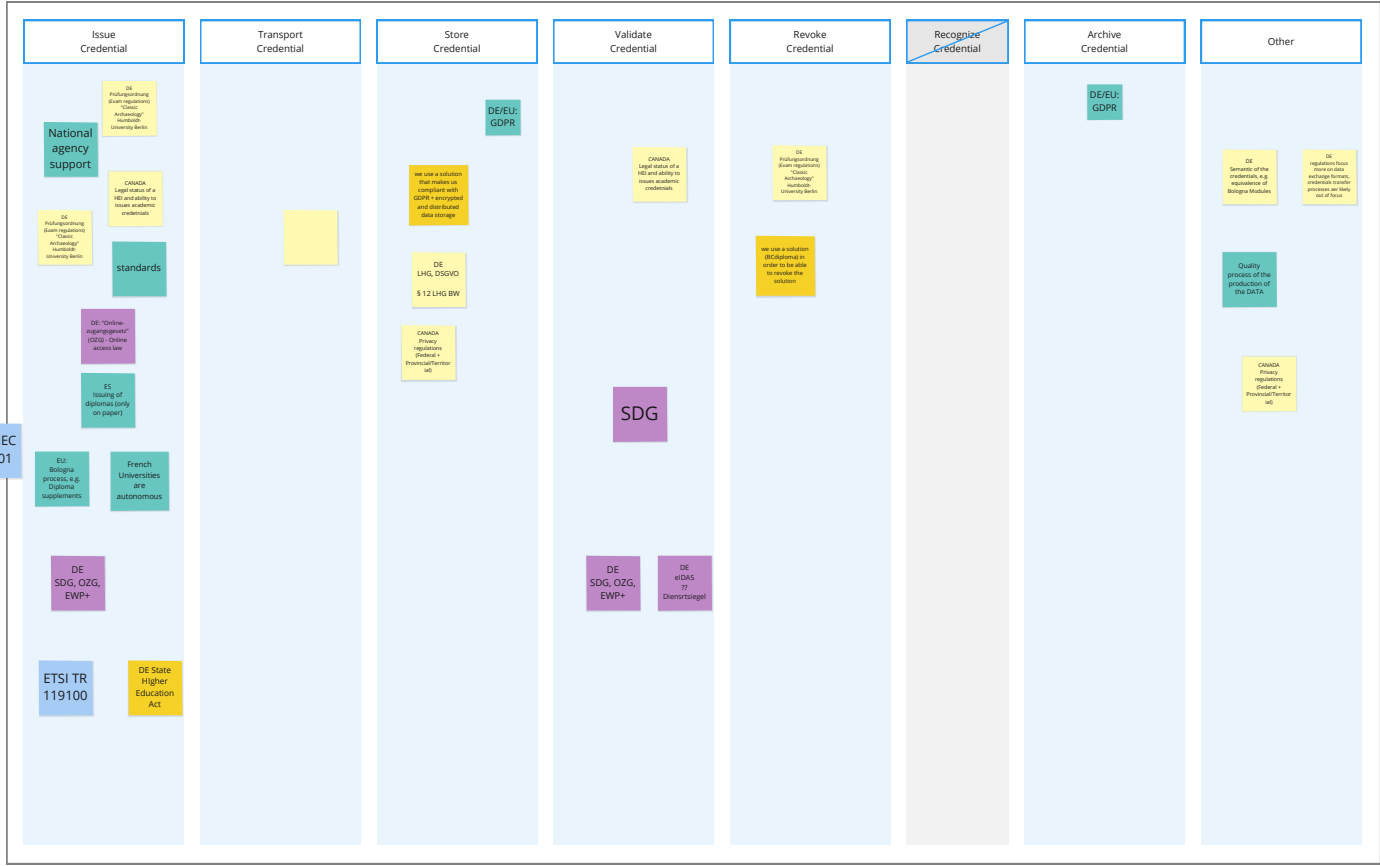 Issue
Credential
Transport
Credential
Store
Credential
Validate
Credential
Revoke
Credential
Recognize
Credential
Archive
Credential
Other
DE
Prüfungsordnung
(Exam regulations)
"Classic
Archaeology"
Humboldt-
University Berlin
National
agency
support
CANADA
Legal status of a
HEI and ability to
issues academic
credetnials
DE
Prüfungsordnung
(Exam regulations)
"Classic
Archaeology"
Humboldt-
University Berlin
standards
DE: "Online-
zugangsgesetz"
(OZG) - Online
access law
ES
Issuing of
diplomas (only
on paper)
EC
01
EU:
Bologna
process, e.g.
Diploma
supplements
French
Universities
are
autonomous
DE
SDG, OZG,
EWP+
ETSI TR
119100
DE State
HIgher
Education
Act
DE/EU:
GDPR
we use a solution
that makes us
compliant with
GDPR + encrypted
and distributed
data storage
DE
LHG, DSGVO
§ 12 LHG BW
CANADA
Privacy
regulations
(Federal +
Provincial/Territor
ial)
CANADA
Legal status of a
HEI and ability to
issues academic
credetnials
SDG
DE
SDG, OZG,
EWP+
DE
eIDAS
??
Diensrtsiegel
DE
Prüfungsordnung
(Exam regulations)
"Classic
Archaeology"
Humboldt-
University Berlin
we use a solution
(BCdiploma) in
order to be able
to revoke the
solution
DE/EU:
GDPR
DE
Semantic of the
credentials, e.g.
equivalence of
Bologna Modules
DE
regulations focus
more on data
exchange formats,
credentials transfer
processes aer likely
out of focus
Quality
process of the
production of
the DATA
CANADA
Privacy
regulations
(Federal +
Provincial/Territor
ial)